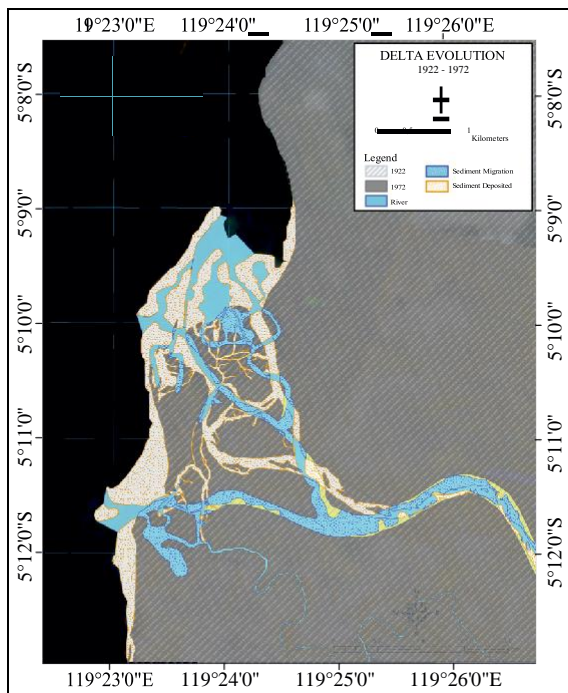 119°23'0"E 119°24'0" 119°25'0"E 119°26'0"E
DELTA EVOLUTION
1922 - 1972
0 0.5 1
Kilometers
Legend
1922
1972
River
Sediment Migration
Sediment Deposited
5°8'0"S
5°9'0"
5°10'0"
5°11'0"
5°12'0"S
5°8'0"S
5°9'0"S
5°10'0"
5°11'0"E
5°12'0"S
119°23'0"E 119°24'0"E 119°25'0"E 119°26'0"E